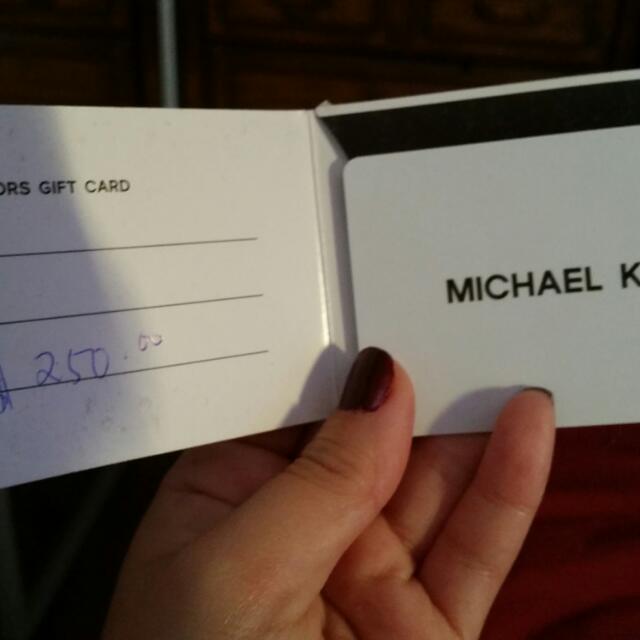 ORS GIFT CARD
250.00
MICHAEL K